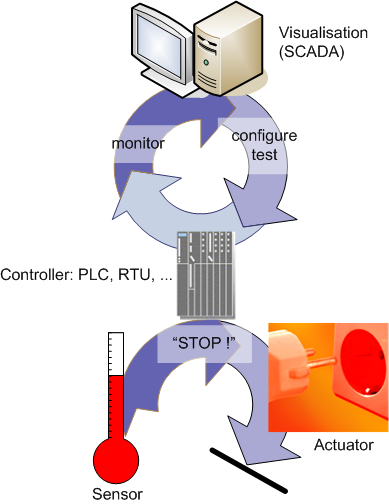 Visualisation
(SCADA)
monitor
configure
test
Controller: PLC, RTU, ...
“STOP !”
Actuator
Sensor